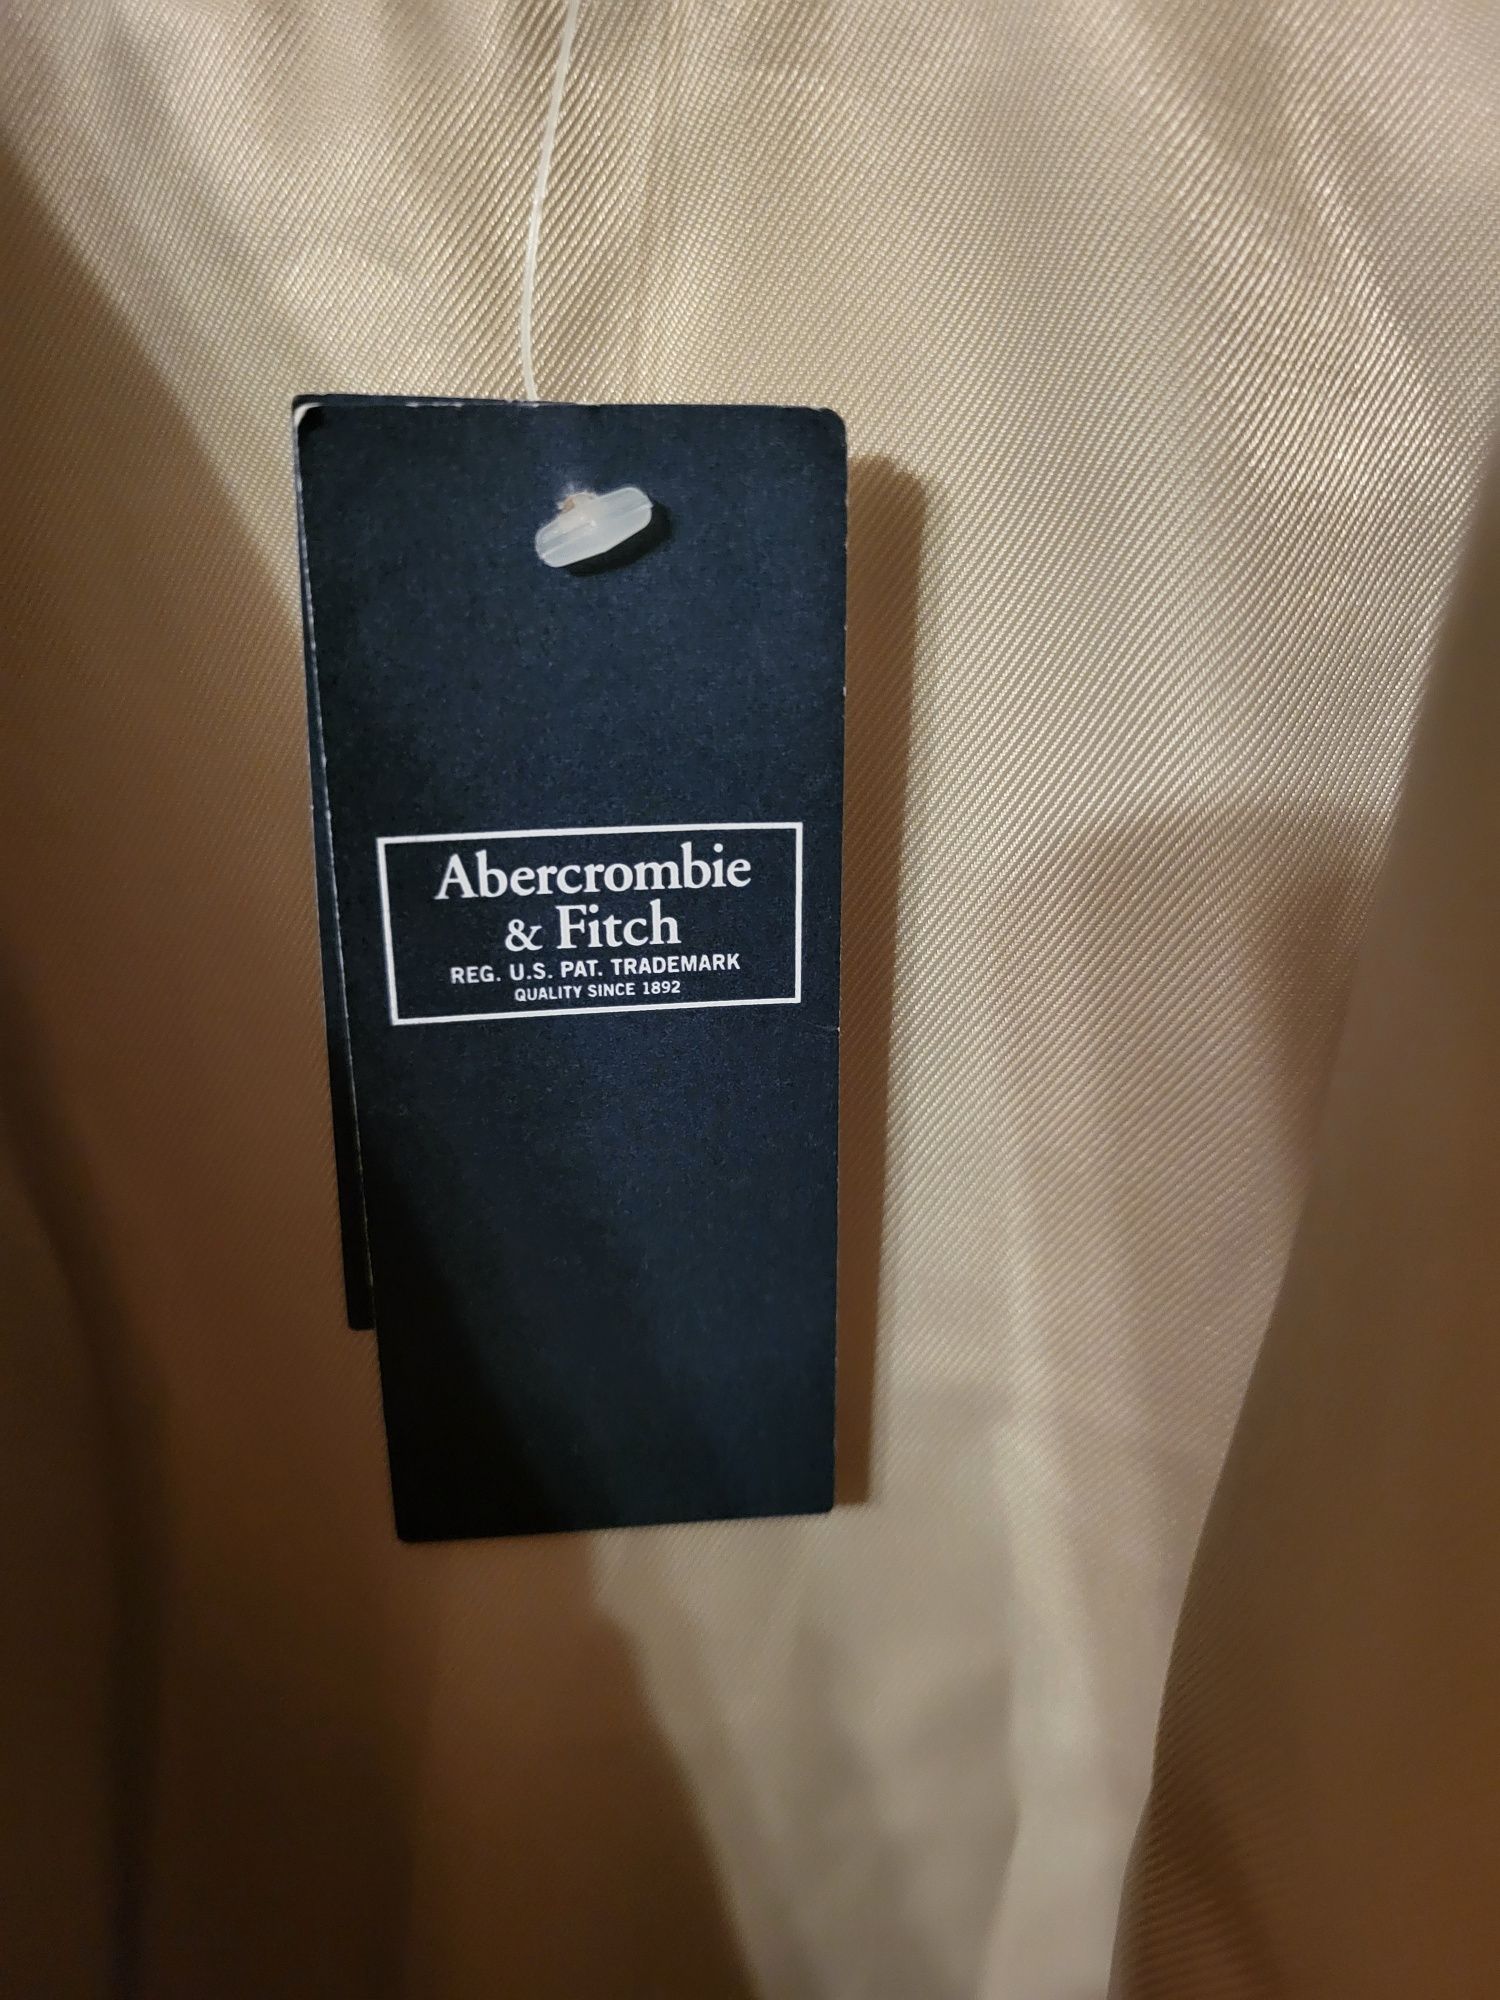 Abercrombie
& Fitch
REG. U.S. PAT. TRADEMARK
QUALITY SINCE 1892